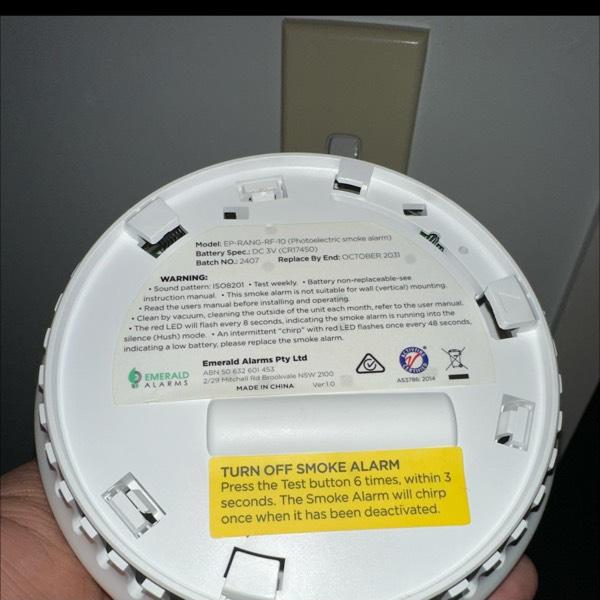 Model: EP-RANG-RF-10 (Photoelectric smoke alarm)
Battery Spec.: DC 3V (CR17450)
Batch NO.: 2407 Replace By End: OCTOBER 2031
WARNING:
• Sound pattern: ISO8201 • Test weekly. • Battery non-replaceable-see
instruction manual. • This smoke alarm is not suitable for wall (vertical) mounting.
• Read the users manual before installing and operating.
• Clean by vacuum, cleaning the outside of the unit each month, refer to the user manual.
• The red LED will flash every 8 seconds, indicating the smoke alarm is running into the
silence (Hush) mode. • An intermittent "chirp" with red LED flashes once every 48 seconds,
indicating a low battery, please replace the smoke alarm.
EMERALD
ALARMS
Emerald Alarms Pty Ltd
ABN 50 632 601 453
2/29 Mitchell Rd Brookvale NSW 2100
MADE IN CHINA Ver:1.0
AS3786: 2014
TURN OFF SMOKE ALARM
Press the Test button 6 times, within 3
seconds. The Smoke Alarm will chirp
once when it has been deactivated.